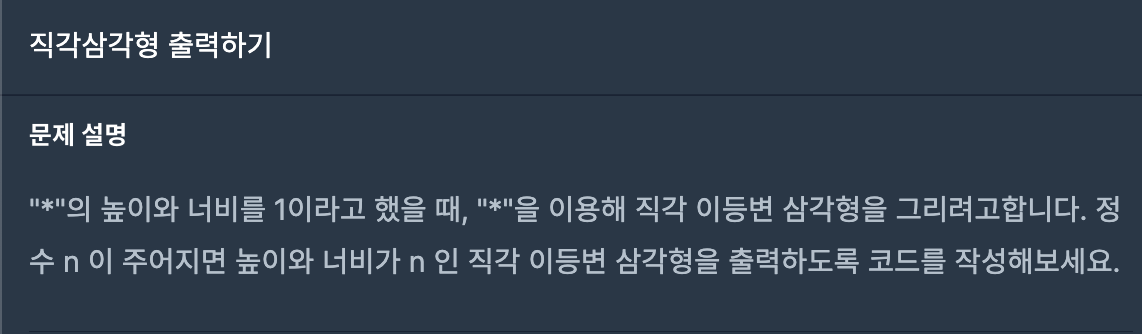 직각삼각형 출력하기
문제 설명
"*"의 높이와 너비를 1이라고 했을 때, "*"을 이용해 직각 이등변 삼각형을 그리려고합니다. 정
수 n 이 주어지면 높이와 너비가 n 인 직각 이등변 삼각형을 출력하도록 코드를 작성해보세요.